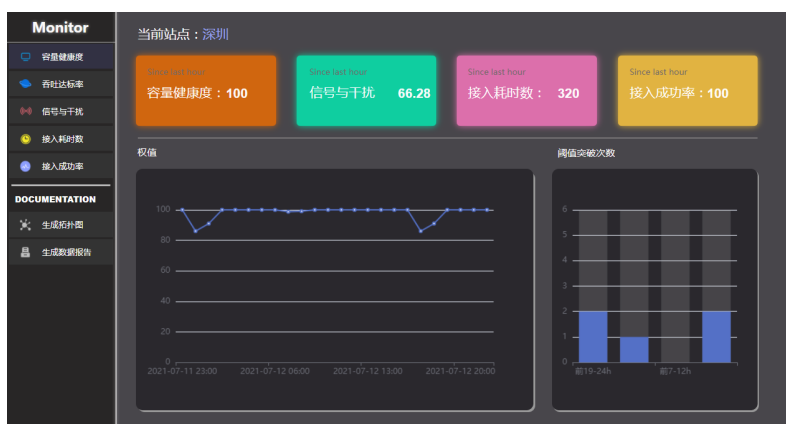 Monitor
容量健康度
吞吐达标率
信号与干扰
接入耗时数
接入成功率
DOCUMENTATION
生成拓扑图
生成数据报告
当前站点：深圳
Since last hour
容量健康度：100
Since last hour
信号与干扰 66.28
Since last hour
接入耗时数： 320
Since last hour
接入成功率：100
权值
100
80
60
40
20
0
2021-07-11 23:00 2021-07-12 06:00 2021-07-12 13:00 2021-07-12 20:00
阈值突破次数
6
5
4
3
2
1
0
前19-24h 前7-12h